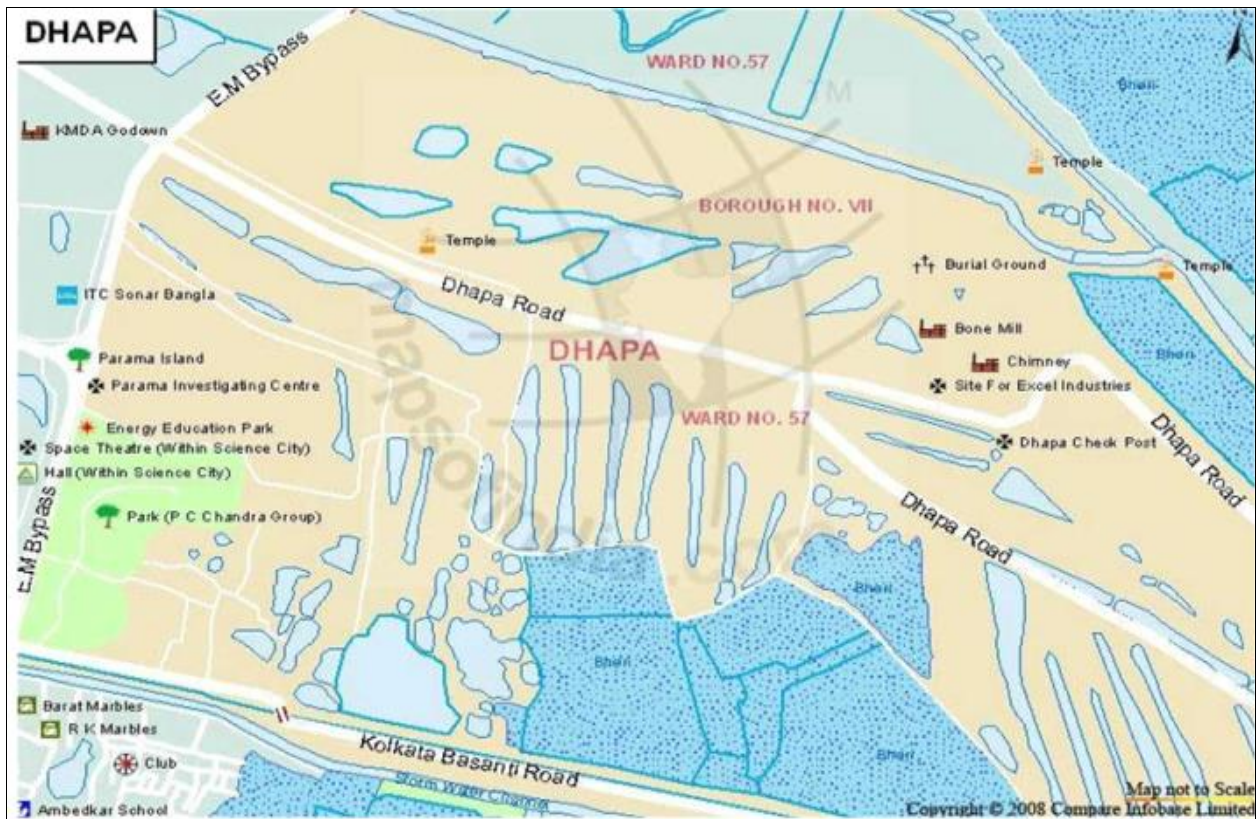 DHAPA
E.M Bypass
WARD NO.57
TM
Bheri
KMDA Godown
Temple
BOROUGH NO. VII
Temple
Burial Ground
Temple
ITC Sonar Bangla
Dhapa Road
Bone Mill
DHAPA
Bheri
Parama Island
Chimney
Parama Investigating Centre
Site For Excel Industries
WARD NO. 57
Energy Education Park
Space Theatre (Within Science City)
Dhapa Check Post
Dhapa Road
Hall (Within Science City)
Park (P C Chandra Group)
Dhapa Road
E.M Bypass
mapsofindia.com
Bheri
Bheri
Barat Marbles
R K Marbles
Kolkata Basanti Road
Bheri
Club
Storm Water Channel
Map not to Scale
Ambedkar School
Copyright © 2008 Compare Infobase Limited